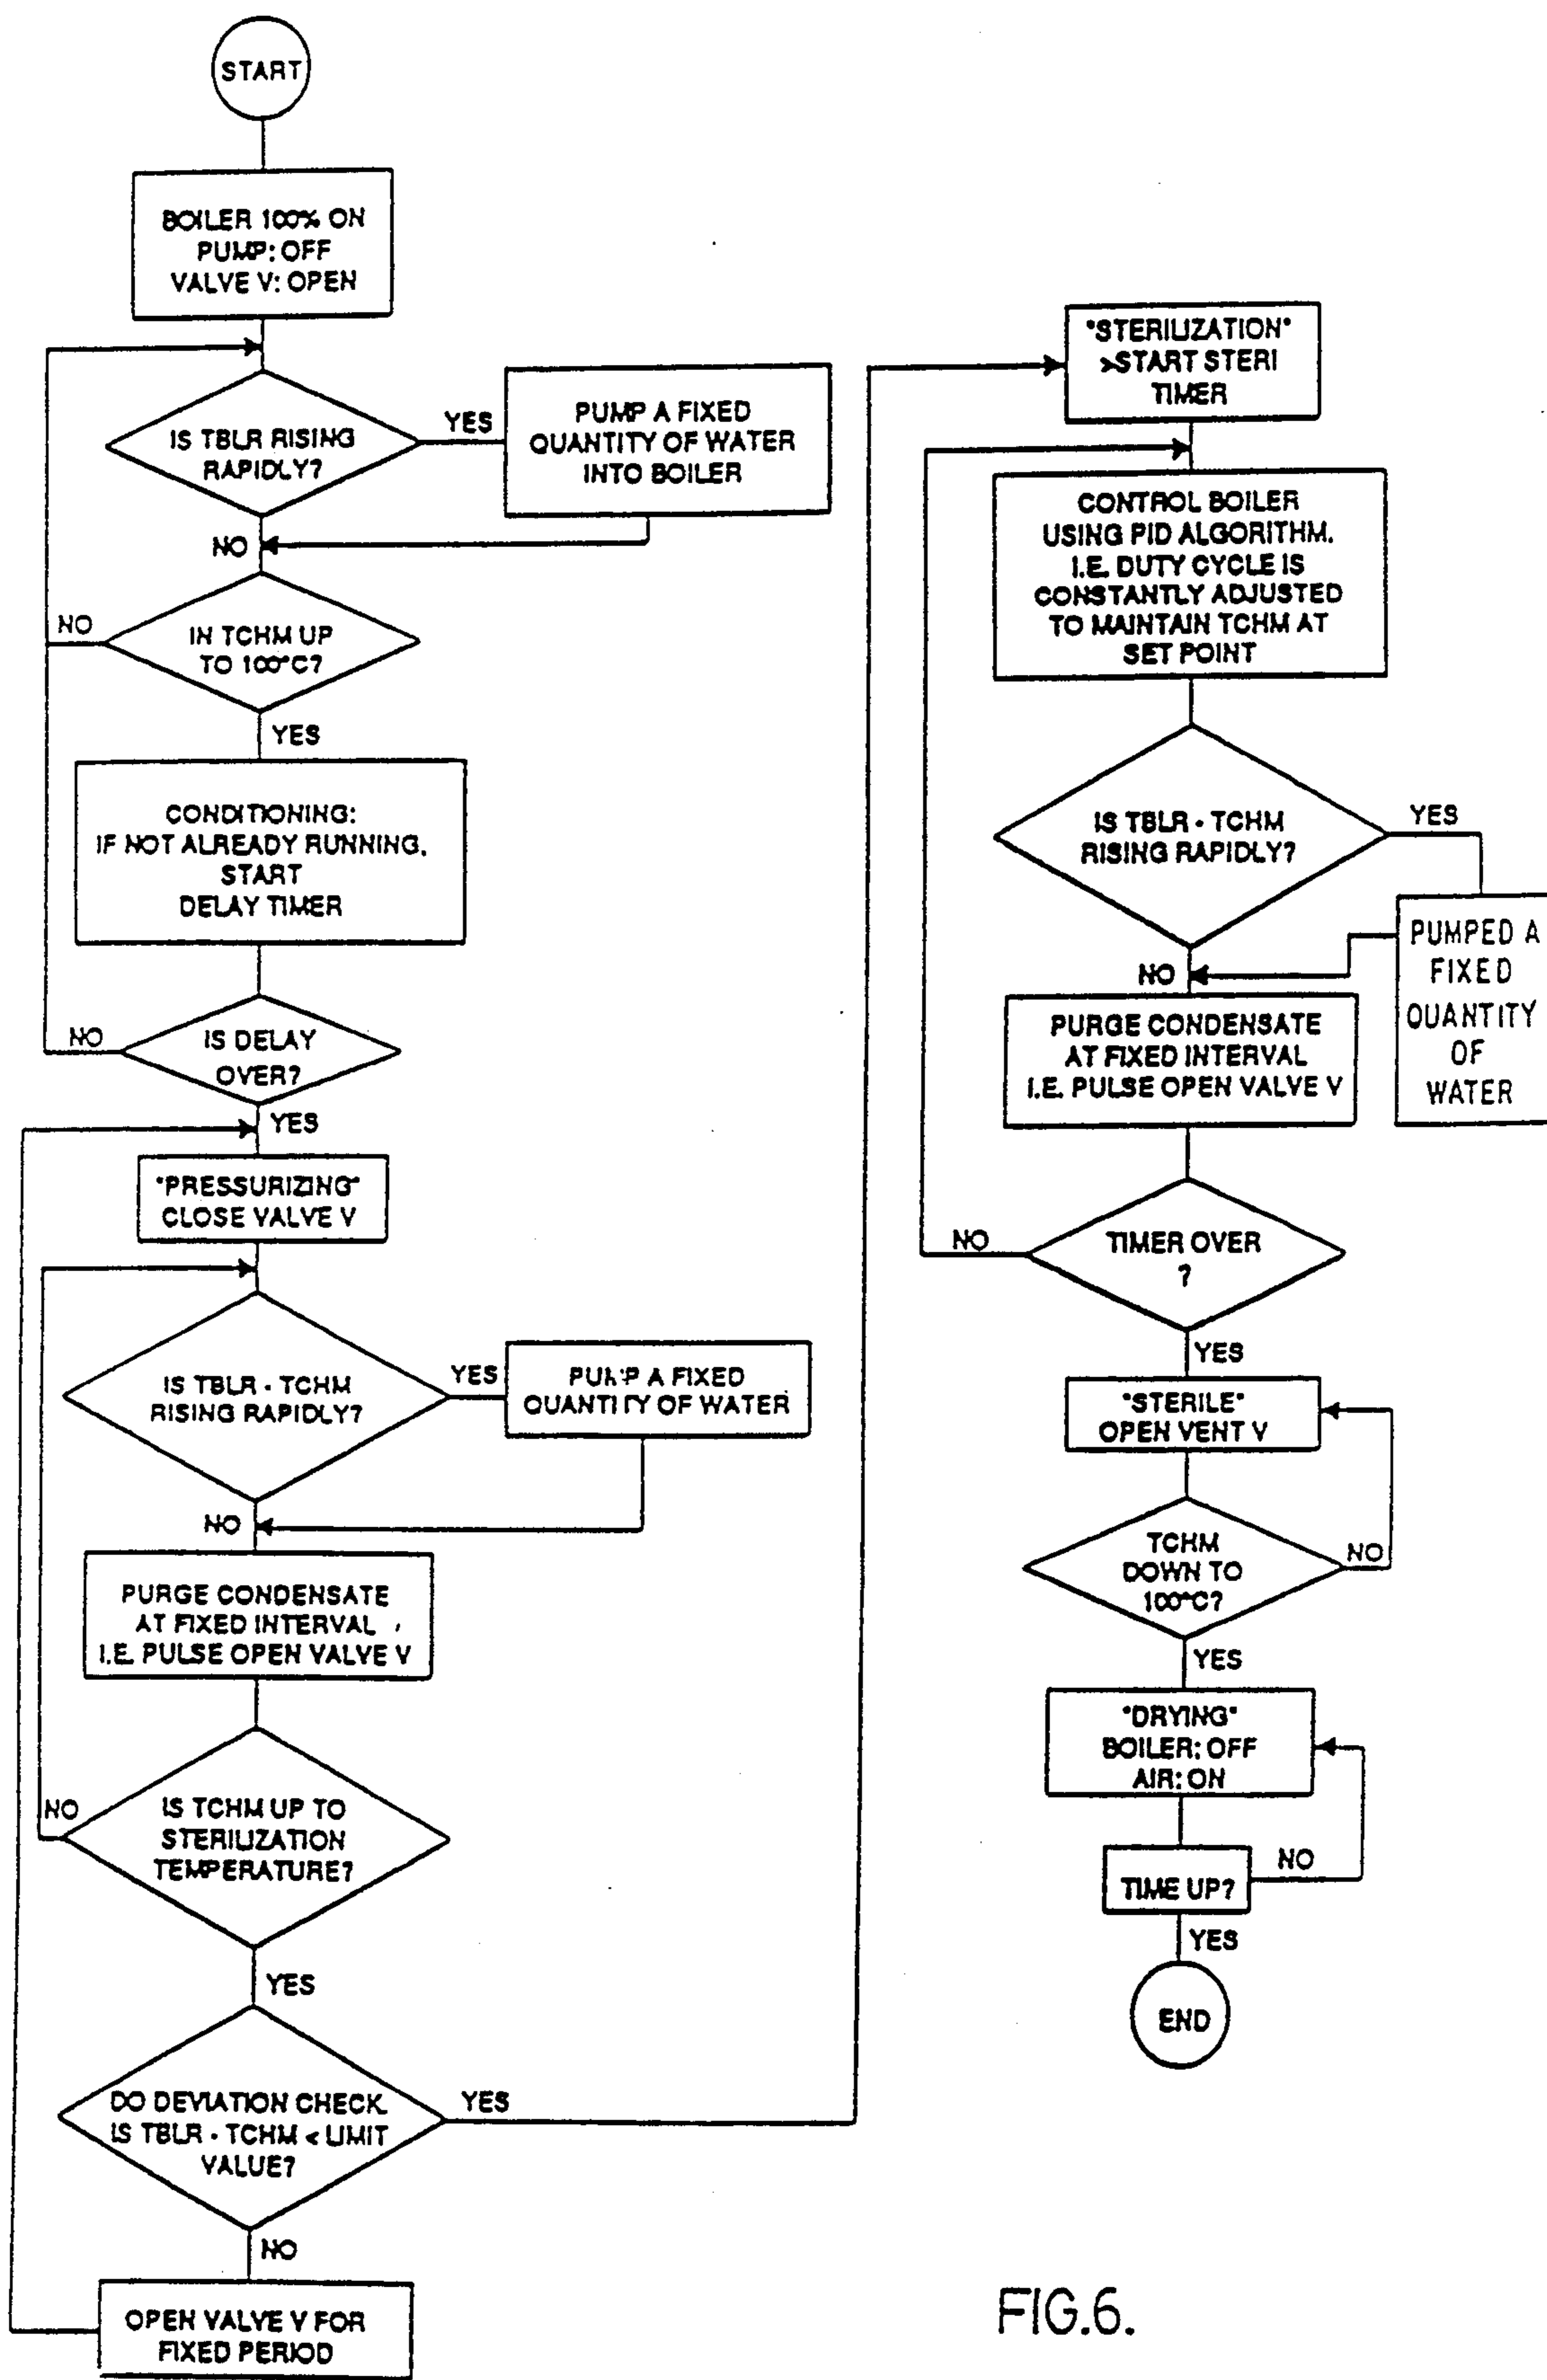 START
BOILER 100% ON
PUMP: OFF
VALVE V: OPEN
IS TBLR RISING
RAPIDLY?
YES
PUMP A FIXED
QUANTITY OF WATER
INTO BOILER
NO
IN TCHM UP
TO 100°C?
NO
YES
CONDITIONING:
IF NOT ALREADY RUNNING,
START
DELAY TIMER
IS DELAY
OVER?
NO
YES
"PRESSURIZING"
CLOSE VALVE V
IS TBLR - TCHM
RISING RAPIDLY?
YES
PUMP A FIXED
QUANTITY OF WATER
NO
PURGE CONDENSATE
AT FIXED INTERVAL
I.E. PULSE OPEN VALVE V
IS TCHM UP TO
STERILIZATION
TEMPERATURE?
NO
YES
DO DEVIATION CHECK.
IS TBLR - TCHM < LIMIT
VALUE?
YES
NO
OPEN VALVE V FOR
FIXED PERIOD
"STERILIZATION"
>START STERI
TIMER
CONTROL BOILER
USING PID ALGORITHM.
I.E. DUTY CYCLE IS
CONSTANTLY ADJUSTED
TO MAINTAIN TCHM AT
SET POINT
IS TBLR - TCHM
RISING RAPIDLY?
YES
PUMPED A
FIXED
QUANTITY
OF
WATER
NO
PURGE CONDENSATE
AT FIXED INTERVAL
I.E. PULSE OPEN VALVE V
TIMER OVER
?
NO
YES
"STERILE"
OPEN VENT V
TCHM
DOWN TO
100°C?
NO
YES
"DRYING"
BOILER: OFF
AIR: ON
TIME UP?
NO
YES
END
FIG.6.